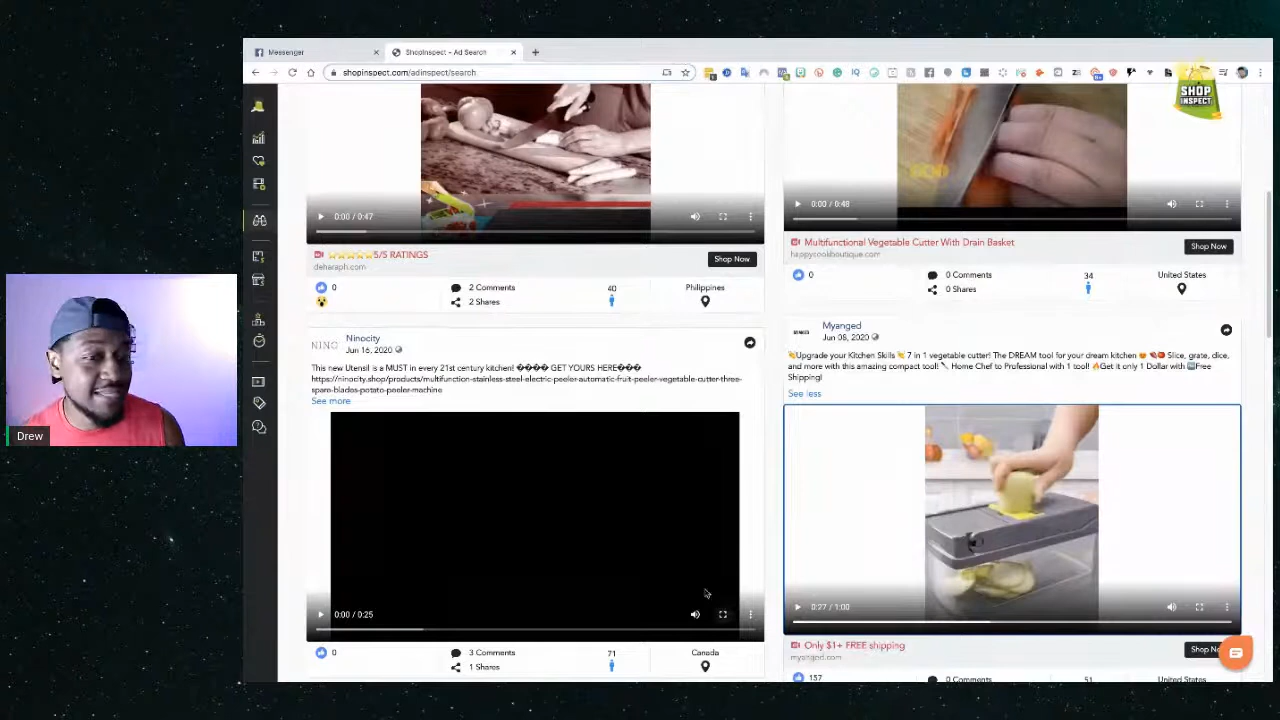 Messenger
ShopInspect - Ad Search
shopinspect.com/adinspect/search
SHOP
INSPECT
0:00 / 0:47
0:00 / 0:48
5/5 RATINGS
deharaph.com
Shop Now
Multifunctional Vegetable Cutter With Drain Basket
happycookboutique.com
Shop Now
0
2 Comments
2 Shares
40
Philippines
0
0 Comments
0 Shares
34
United States
NINO
Ninocity
Jun 16, 2020
This new Utensil is a MUST in every 21st century kitchen! ���� GET YOURS HERE���
https://ninocity.shop/products/multifunction-stainless-steel-electric-peeler-automatic-fruit-peeler-vegetable-cutter-three-
spare-blades-potato-peeler-machine
See more
Myanged
Jun 08, 2020
Upgrade your Kitchen Skills 7 in 1 vegetable cutter! The DREAM tool for your dream kitchen Slice, grate, dice,
and more with this amazing compact tool! Home Chef to Professional with 1 tool! Get it only 1 Dollar with Free
Shipping!
See less
Drew
0:00 / 0:25
0:27 / 1:00
0
3 Comments
1 Shares
71
Canada
Only $1+ FREE shipping
myanged.com
Shop
157
0 Comments
51
United States